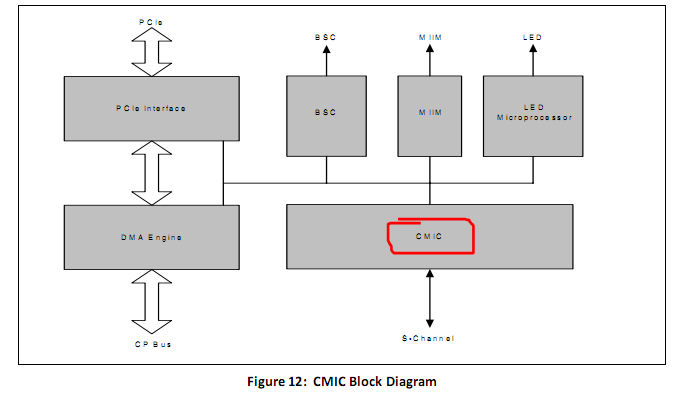 PCIe
BSC
MIIM
LED
PCIe Interface
BSC
MIIM
LED
Microprocessor
DMA Engine
CMIC
CP Bus
S-Channel
Figure 12: CMIC Block Diagram